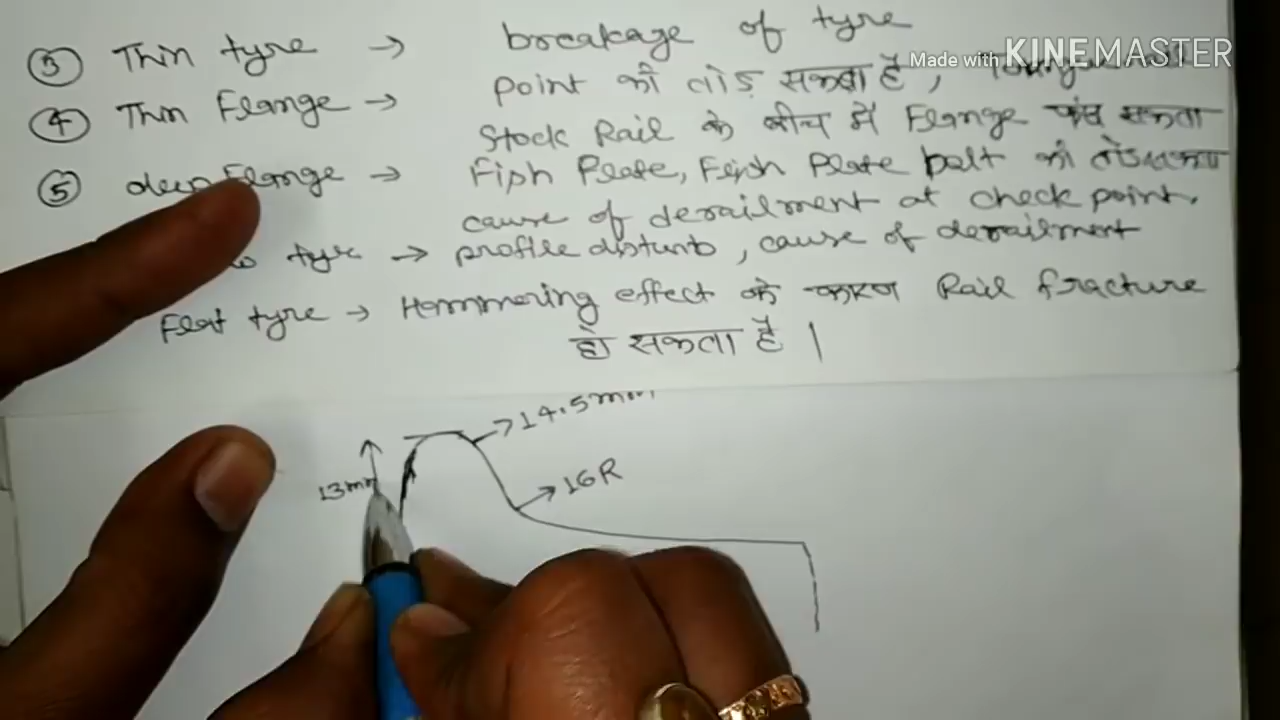 ③ Thin tyre → breakage of tyre
Made with KINEMASTER
④ Thin Flange → Point को तोड़ सकता है,
Stock Rail के बीच में Flange फंस सकता
⑤ deep Flange → Fish Plate, Fish Plate bolt को
cause of derailment at check point.
tyre → profile disturb, cause of derailment
Flat tyre → Hemmering effect के कारण Rail fracture
हो सकता है |
14.5mm
13mm
16R